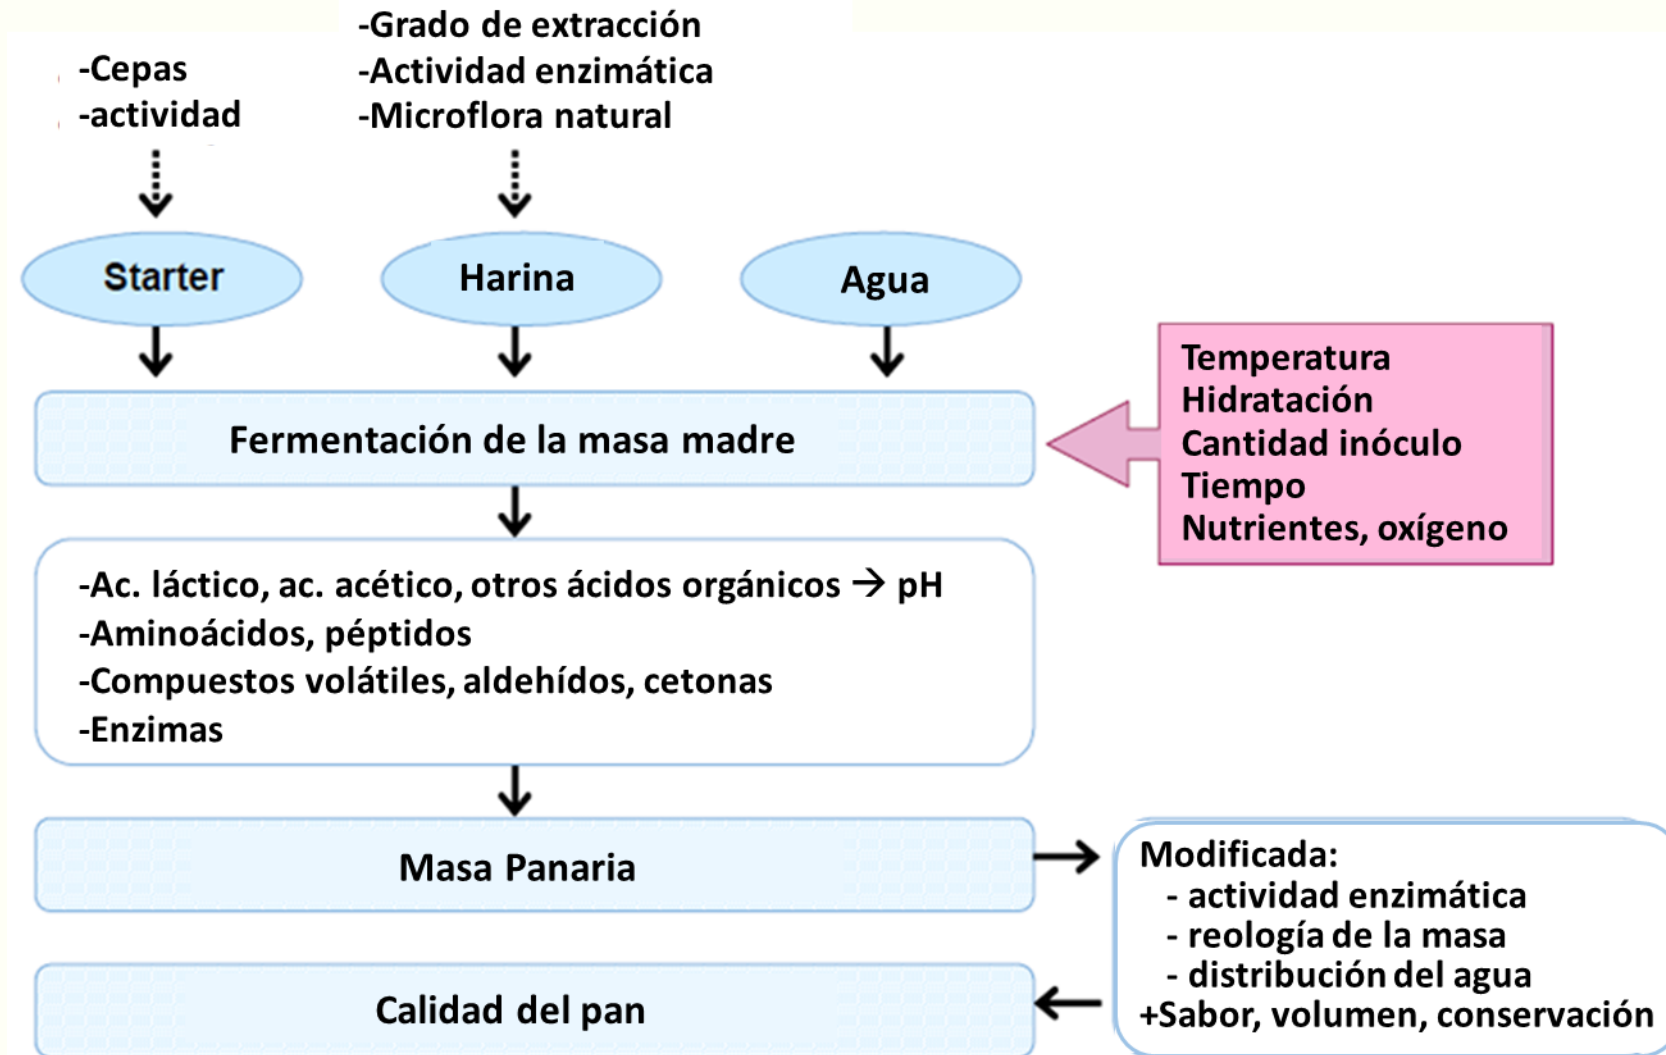 -Cepas
-actividad
-Grado de extracción
-Actividad enzimática
-Microflora natural
Starter
Harina
Agua
Fermentación de la masa madre
Temperatura
Hidratación
Cantidad inóculo
Tiempo
Nutrientes, oxígeno
-Ac. láctico, ac. acético, otros ácidos orgánicos → pH
-Aminoácidos, péptidos
-Compuestos volátiles, aldehídos, cetonas
-Enzimas
Masa Panaria
Modificada:
- actividad enzimática
- reología de la masa
- distribución del agua
+Sabor, volumen, conservación
Calidad del pan